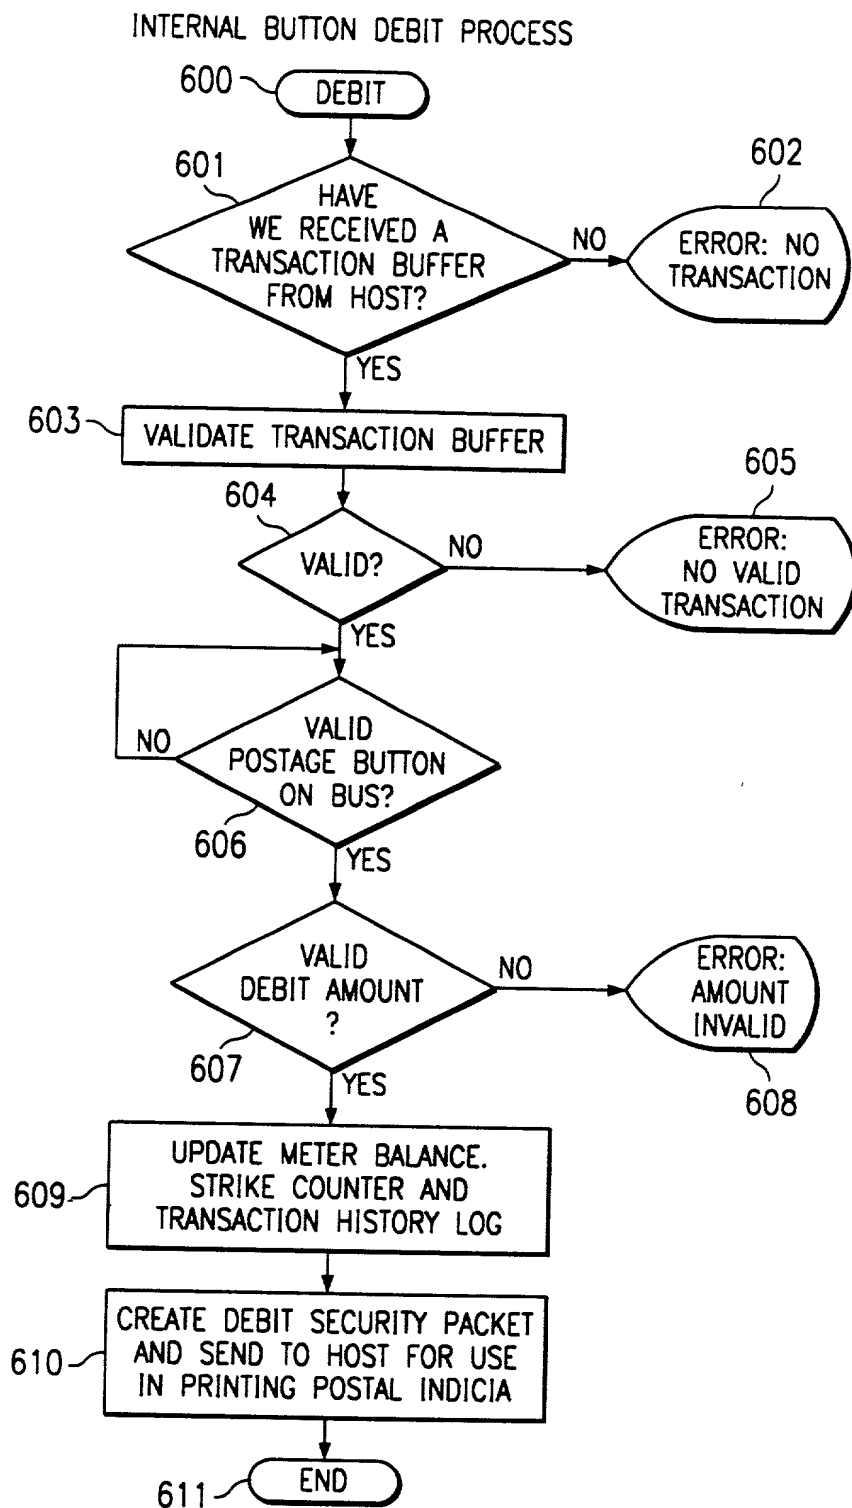 INTERNAL BUTTON DEBIT PROCESS
600
DEBIT
601
HAVE
WE RECEIVED A
TRANSACTION BUFFER
FROM HOST?
NO
602
ERROR: NO
TRANSACTION
YES
603
VALIDATE TRANSACTION BUFFER
604
VALID?
NO
605
ERROR:
NO VALID
TRANSACTION
YES
NO
VALID
POSTAGE BUTTON
ON BUS?
606
YES
VALID
DEBIT AMOUNT
?
607
NO
ERROR:
AMOUNT
INVALID
608
YES
609
UPDATE METER BALANCE.
STRIKE COUNTER AND
TRANSACTION HISTORY LOG
610
CREATE DEBIT SECURITY PACKET
AND SEND TO HOST FOR USE
IN PRINTING POSTAL INDICIA
611
END